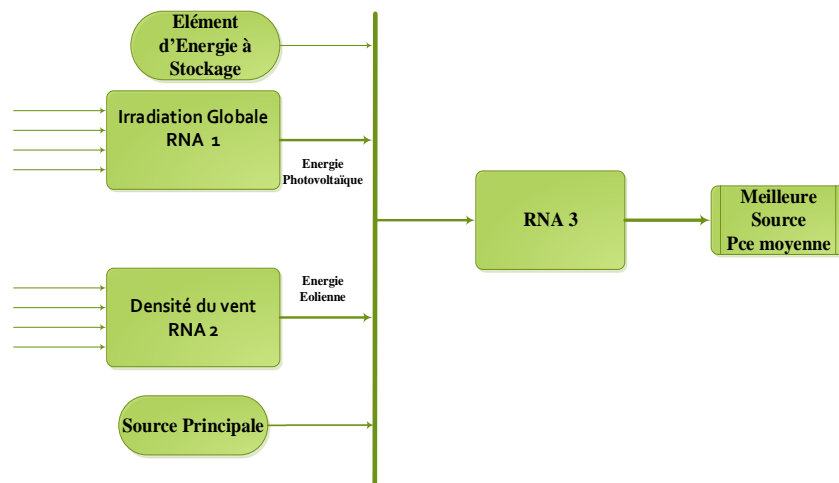 Elément
d'Energie à
Stockage
Irradiation Globale
RNA 1
Energie
Photovoltaïque
RNA 3
Meilleure
Source
Pce moyenne
Energie
Eolienne
Densité du vent
RNA 2
Source Principale